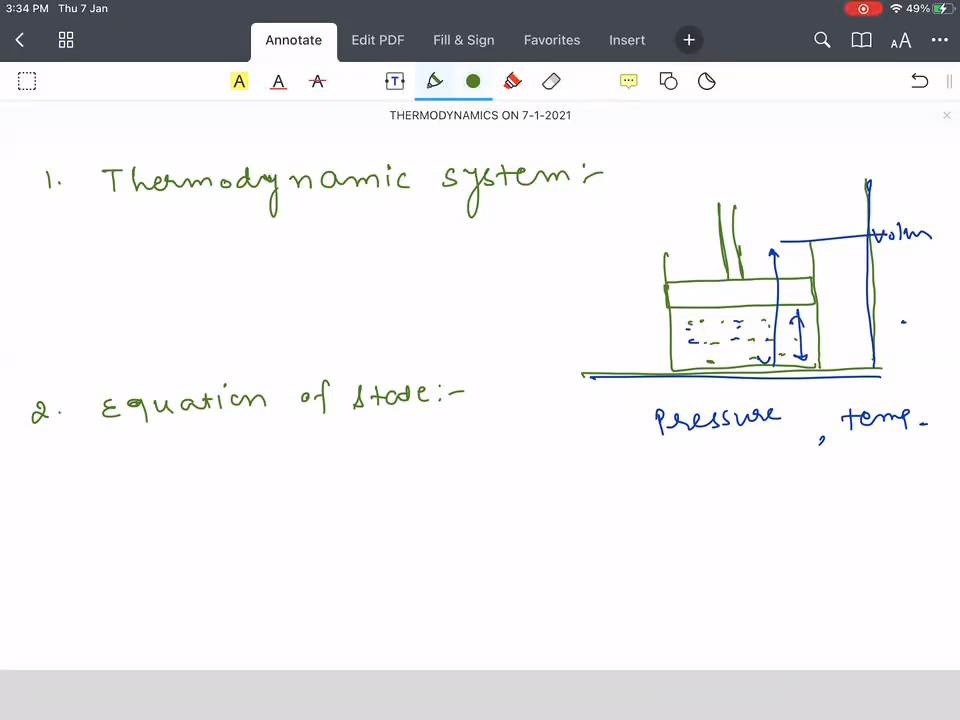 3:34 PM Thu 7 Jan 49%
Annotate Edit PDF Fill & Sign Favorites Insert
THERMODYNAMICS ON 7-1-2021
1. Thermodynamic system:-
volum
2. Equation of State:-
Pressure, temp.